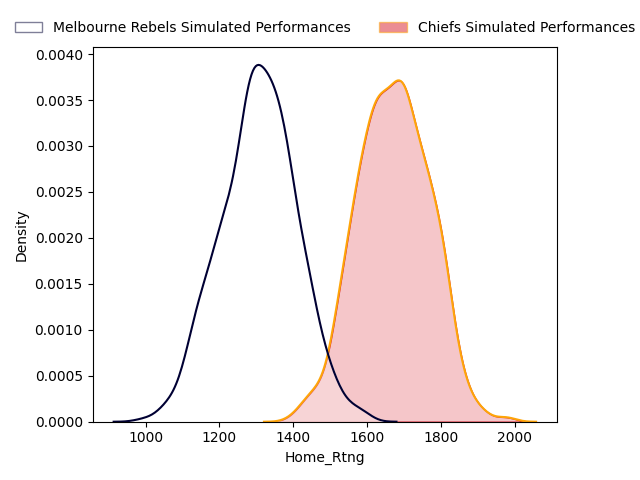 Melbourne Rebels Simulated Performances
Chiefs Simulated Performances
0.0040
0.0035
0.0030
0.0025
0.0020
0.0015
0.0010
0.0005
0.0000
Density
1000 1200 1400 1600 1800 2000
Home_Rtng